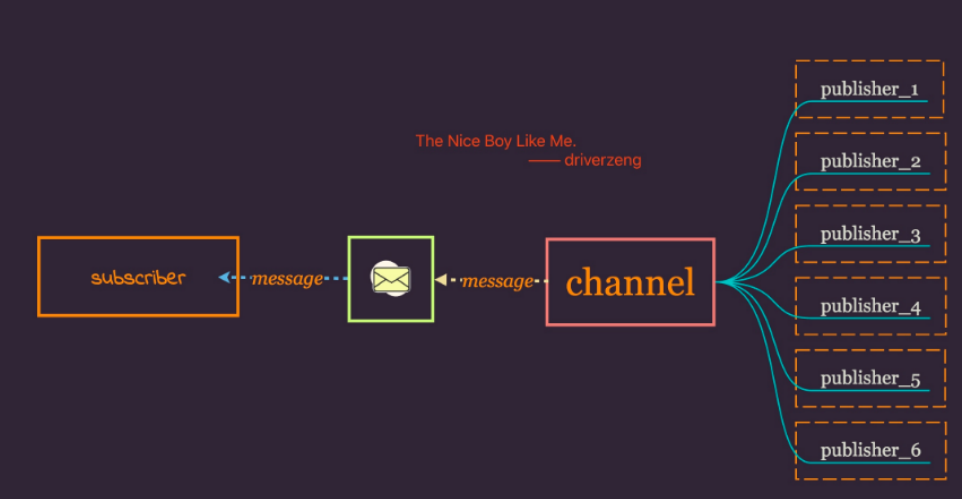 The Nice Boy Like Me.
—— driverzeng
subscriber
message
message
channel
publisher_1
publisher_2
publisher_3
publisher_4
publisher_5
publisher_6